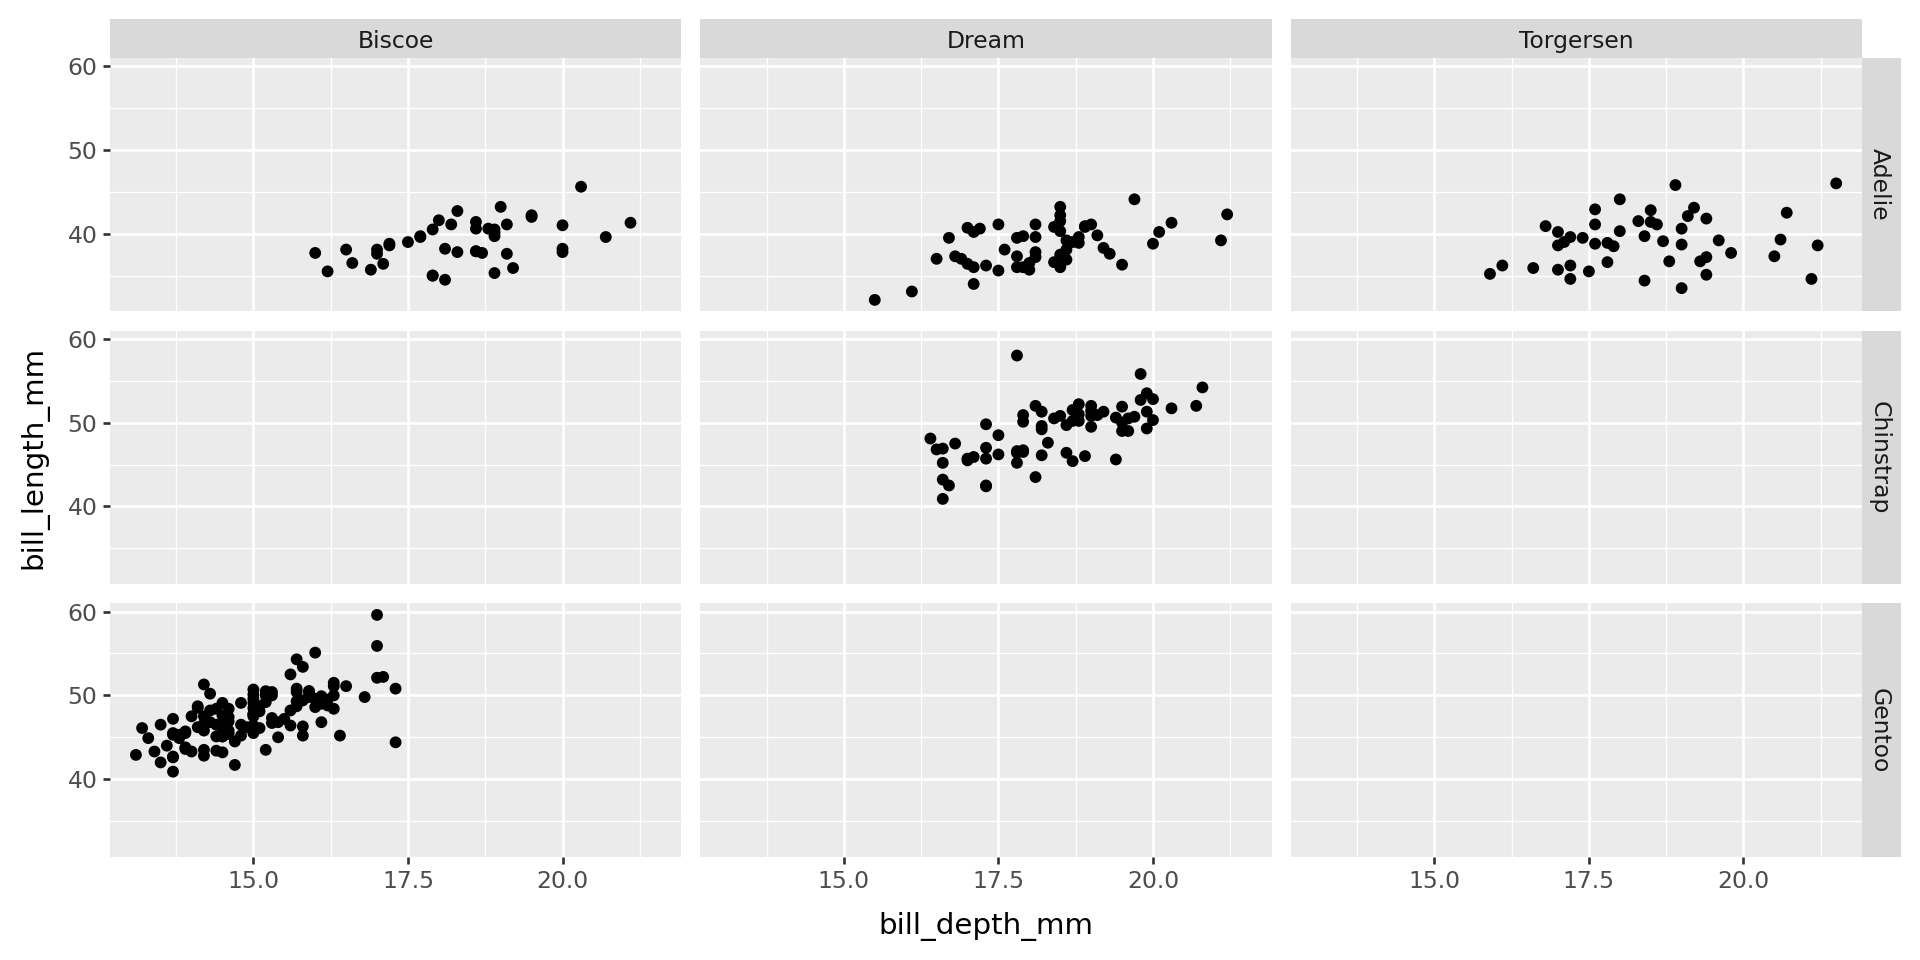 Biscoe Dream Torgersen
60
50
40
Adelie
60
50
40
Chinstrap
60
50
40
Gentoo
15.0 17.5 20.0 15.0 17.5 20.0 15.0 17.5 20.0
bill_depth_mm
bill_length_mm